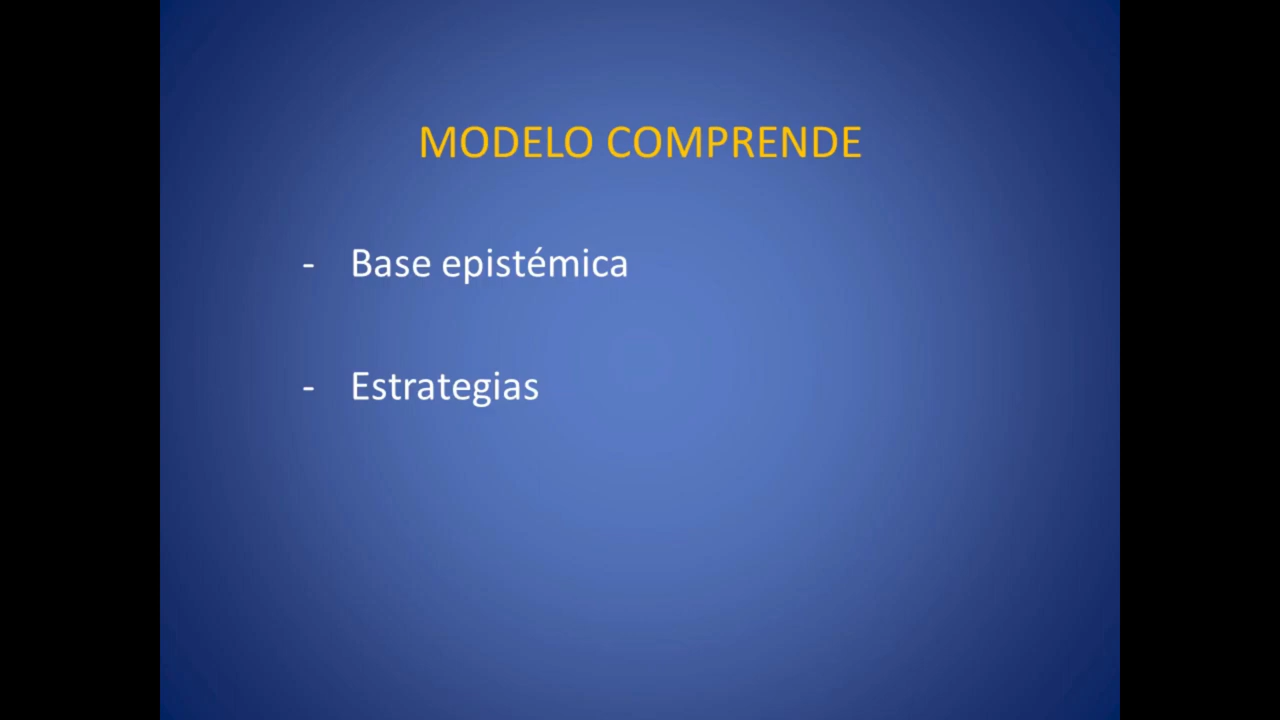 MODELO COMPRENDE
- Base epistémica
- Estrategias